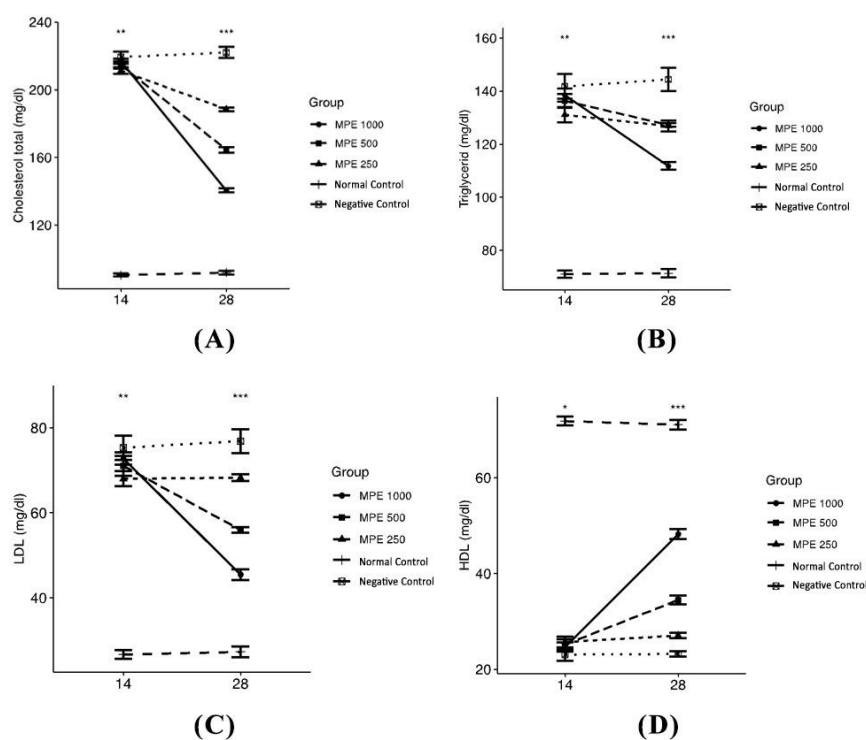 ** ***
240
200
160
120
Cholesterol total (mg/dl)
14 28
Group
MPE 1000
MPE 500
MPE 250
Normal Control
Negative Control
(A)
** ***
160
140
120
100
80
Triglycerid (mg/dl)
14 28
Group
MPE 1000
MPE 500
MPE 250
Normal Control
Negative Control
(B)
** ***
80
60
40
LDL (mg/dl)
14 28
Group
MPE 1000
MPE 500
MPE 250
Normal Control
Negative Control
(C)
* ***
60
40
20
HDL (mg/dl)
14 28
Group
MPE 1000
MPE 500
MPE 250
Normal Control
Negative Control
(D)